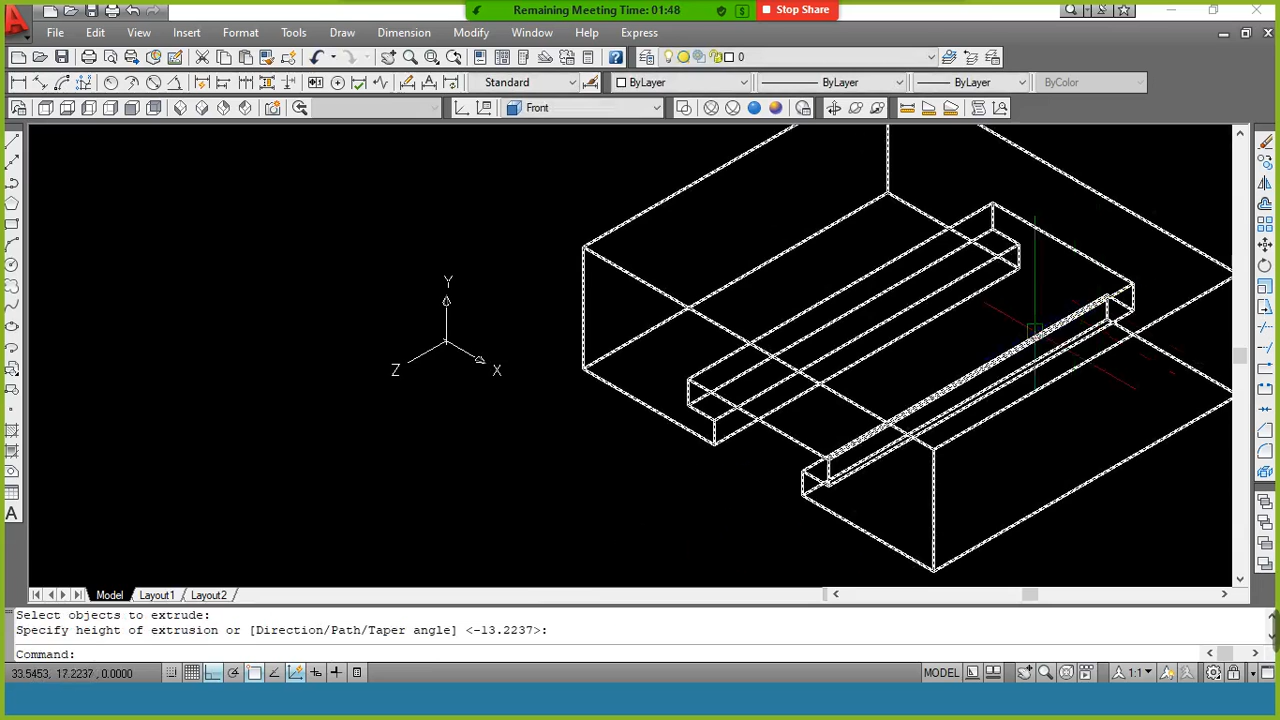 Remaining Meeting Time: 01:48
Stop Share
File Edit View Insert Format Tools Draw Dimension Modify Window Help Express
0
Standard
ByLayer
ByLayer
ByLayer
ByColor
Front
Y
Z
X
Model Layout1 Layout2
Select objects to extrude:
Specify height of extrusion or [Direction/Path/Taper angle] <-13.2237>:
Command:
33.5453, 17.2237, 0.0000
MODEL
1:1